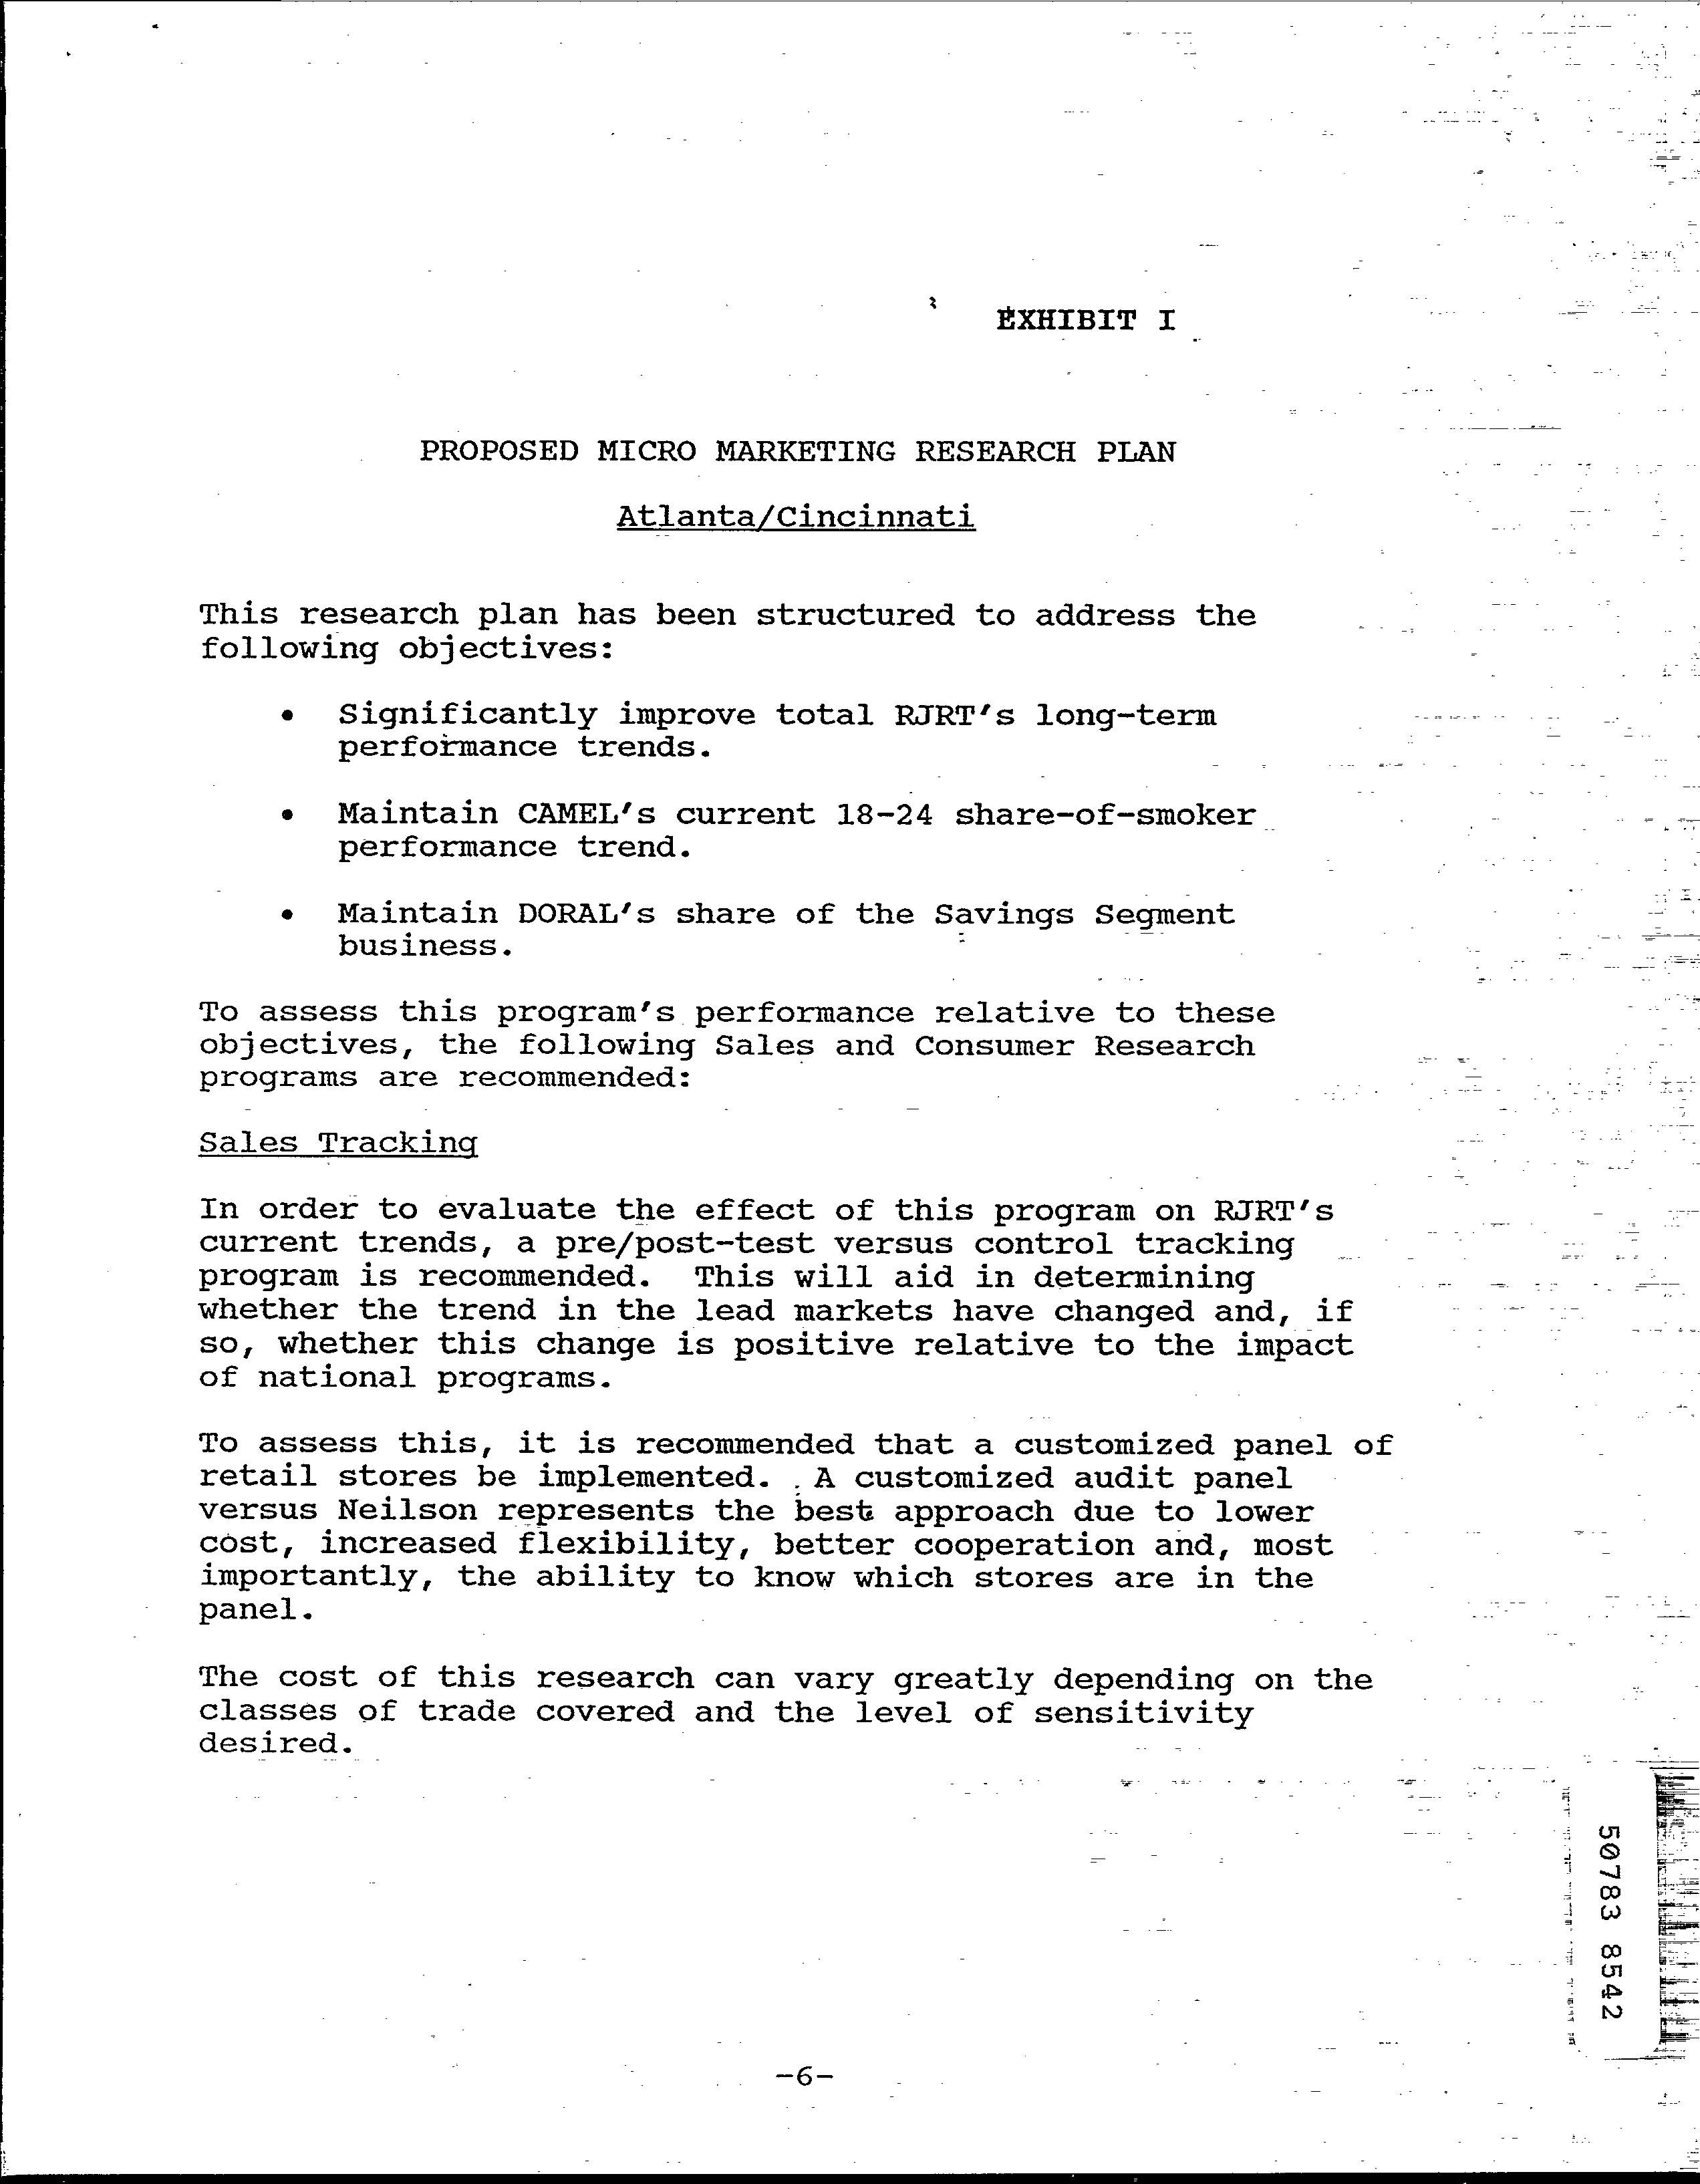 EXHIBIT I
PROPOSED MICRO MARKETING RESEARCH PLAN
Atlanta/Cincinnati
This research plan has been structured to address the
following objectives:
• Significantly improve total RJRT's long-term
performance trends.
• Maintain CAMEL's current 18-24 share-of-smoker
performance trend.
• Maintain DORAL's share of the Savings Segment
business.
To assess this program's performance relative to these
objectives, the following Sales and Consumer Research
programs are recommended:
Sales Tracking
In order to evaluate the effect of this program on RJRT's
current trends, a pre/post-test versus control tracking
program is recommended. This will aid in determining
whether the trend in the lead markets have changed and, if
so, whether this change is positive relative to the impact
of national programs.
To assess this, it is recommended that a customized panel of
retail stores be implemented. A customized audit panel
versus Neilson represents the best approach due to lower
cost, increased flexibility, better cooperation and, most
importantly, the ability to know which stores are in the
panel.
The cost of this research can vary greatly depending on the
classes of trade covered and the level of sensitivity
desired.
50783 8542
-6-